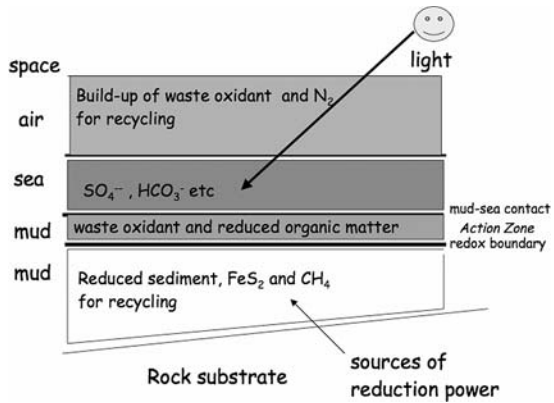 light
space
air
Build-up of waste oxidant and N₂
for recycling
sea
SO₄⁻⁻ , HCO₃⁻ etc
mud-sea contact
mud
waste oxidant and reduced organic matter
Action Zone
redox boundary
mud
Reduced sediment, FeS₂ and CH₄
for recycling
Rock substrate
sources of
reduction power